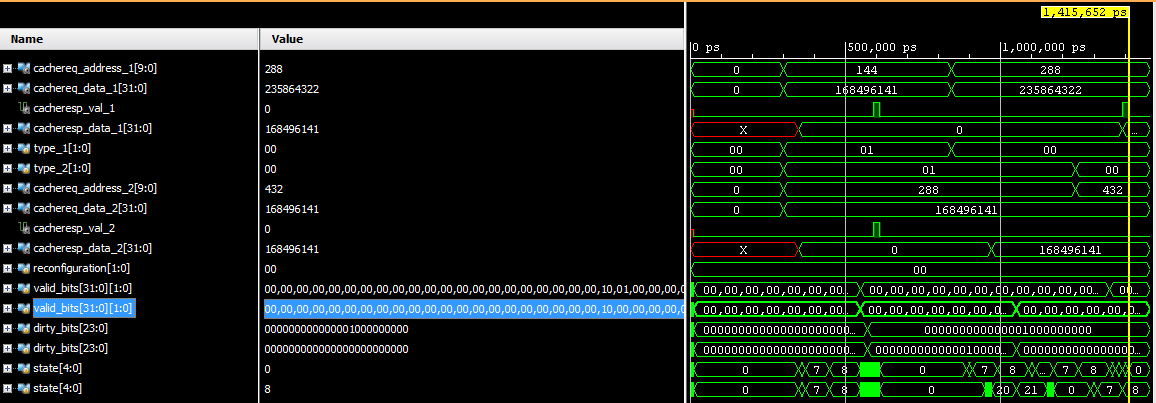 1,415,652 ps
Name Value
0 ps 500,000 ps 1,000,000 ps
cachereq_address_1[9:0] 288 0 144 288
cachereq_data_1[31:0] 235864322 0 168496141 235864322
cacheresp_val_1 0
cacheresp_data_1[31:0] 168496141 X 0 ...
type_1[1:0] 00 00 01 00
type_2[1:0] 00 00 01 00
cachereq_address_2[9:0] 432 0 288 432
cachereq_data_2[31:0] 168496141 0 168496141
cacheresp_val_2 0
cacheresp_data_2[31:0] 168496141 X 0 168496141
reconfiguration[1:0] 00 00
valid_bits[31:0][1:0] 00,00,00,00,00,00,00,00,00,00,00,00,00,00,00,00,00,00,00,00,00,10,01,00,00,00,0 00,00,00,00,00,00,00... 00,00,00,00,00,00,00,00,00,... 00...
valid_bits[31:0][1:0] 00,00,00,00,00,00,00,00,00,00,00,00,00,00,00,00,00,00,00,00,00,10,00,00,00,00,0 00,00,00,00,00,00,00... 00,00,00,00,00,00,00... 00,00,00,00,00,00...
dirty_bits[23:0] 000000000000001000000000 00000000000000000000000... 000000000000001000000000
dirty_bits[23:0] 000000000000000000000000 00000000000000000000000... 00000000000000010000... 000000000000000...
state[4:0] 0 0 7 8 0 7 8 ... 7 8 0
state[4:0] 8 0 7 8 0 20 21 0 7 8